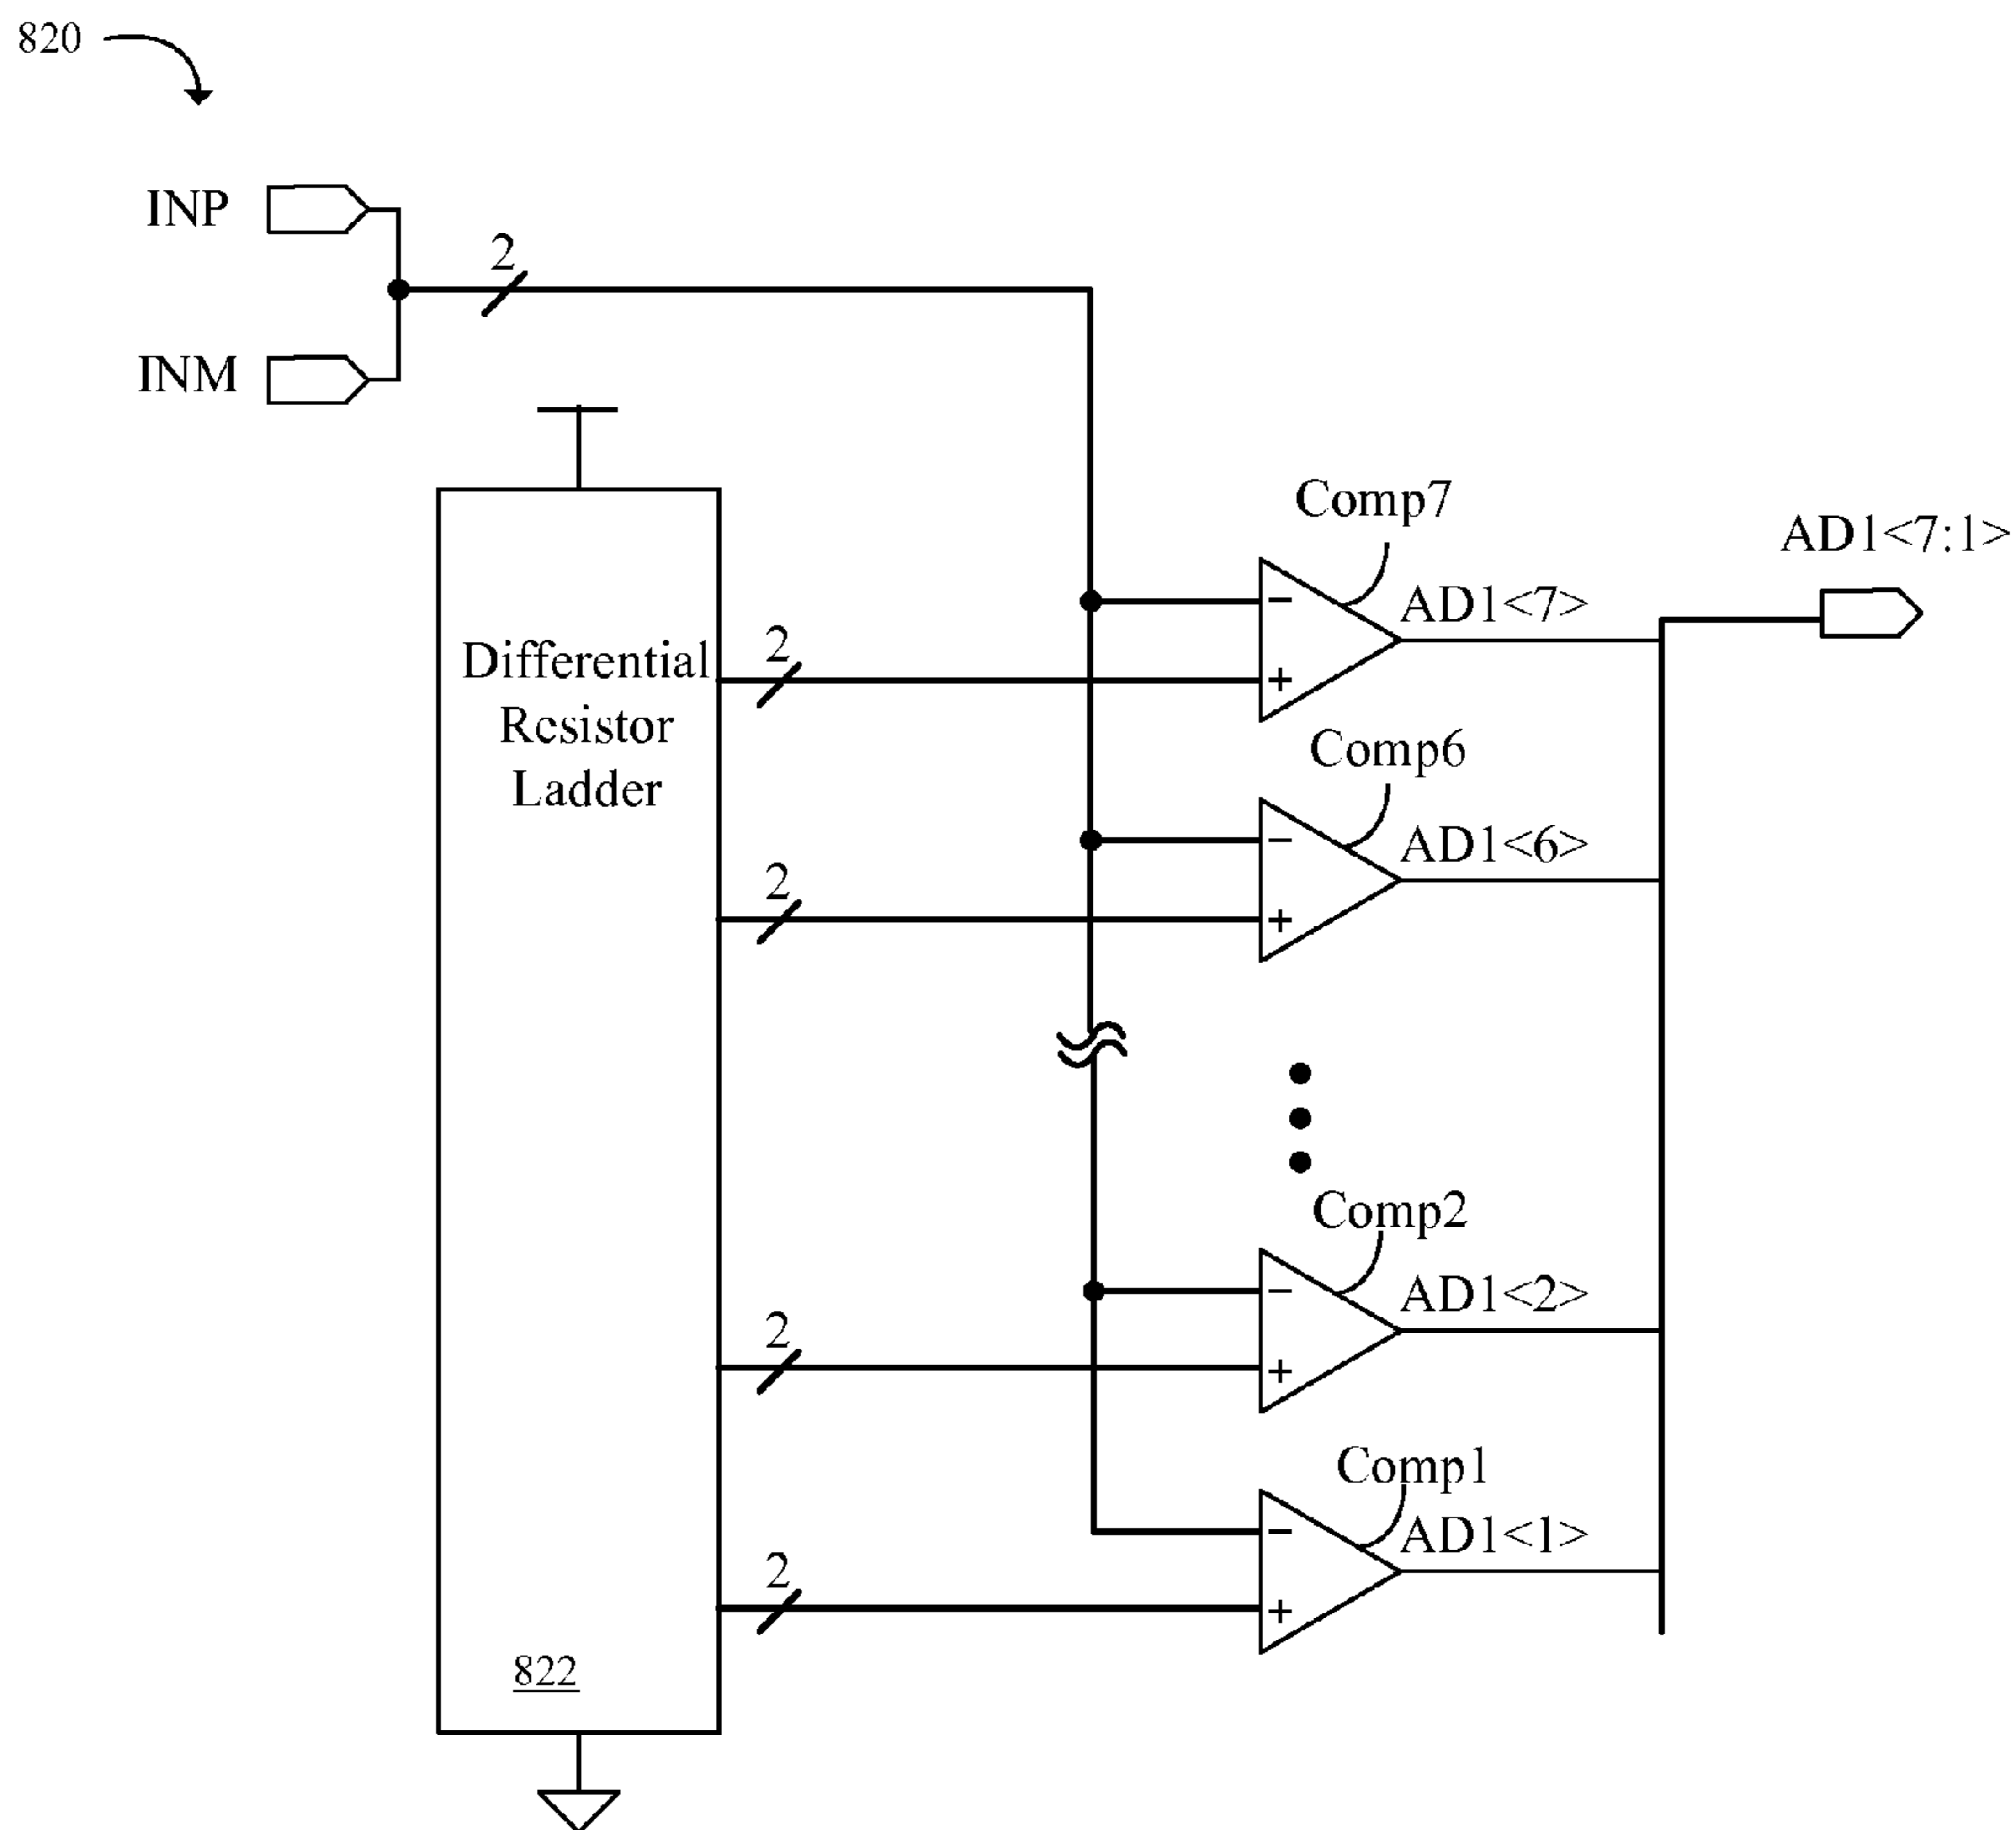 820
INP
2
INM
Comp7
AD1<7:1>
AD1<7>
−
2
Differential
+
Resistor
Comp6
Ladder
AD1<6>
−
2
+
Comp2
AD1<2>
−
2
+
Comp1
AD1<1>
−
2
+
822